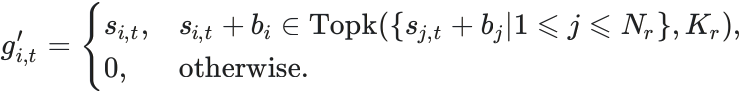 g′_{i,t} = { s_{i,t}, s_{i,t} + b_i ∈ Topk({s_{j,t} + b_j | 1 ⩽ j ⩽ N_r}, K_r),
0, otherwise.